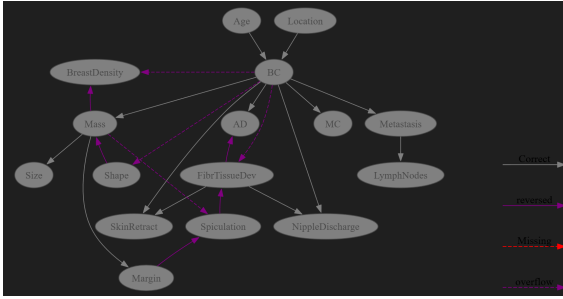 Age Location
BreastDensity BC
Mass AD MC Metastasis
Correct
Size Shape FibrTissueDev LymphNodes
reversed
SkinRetract Spiculation NippleDischarge
Missing
Margin
overflow